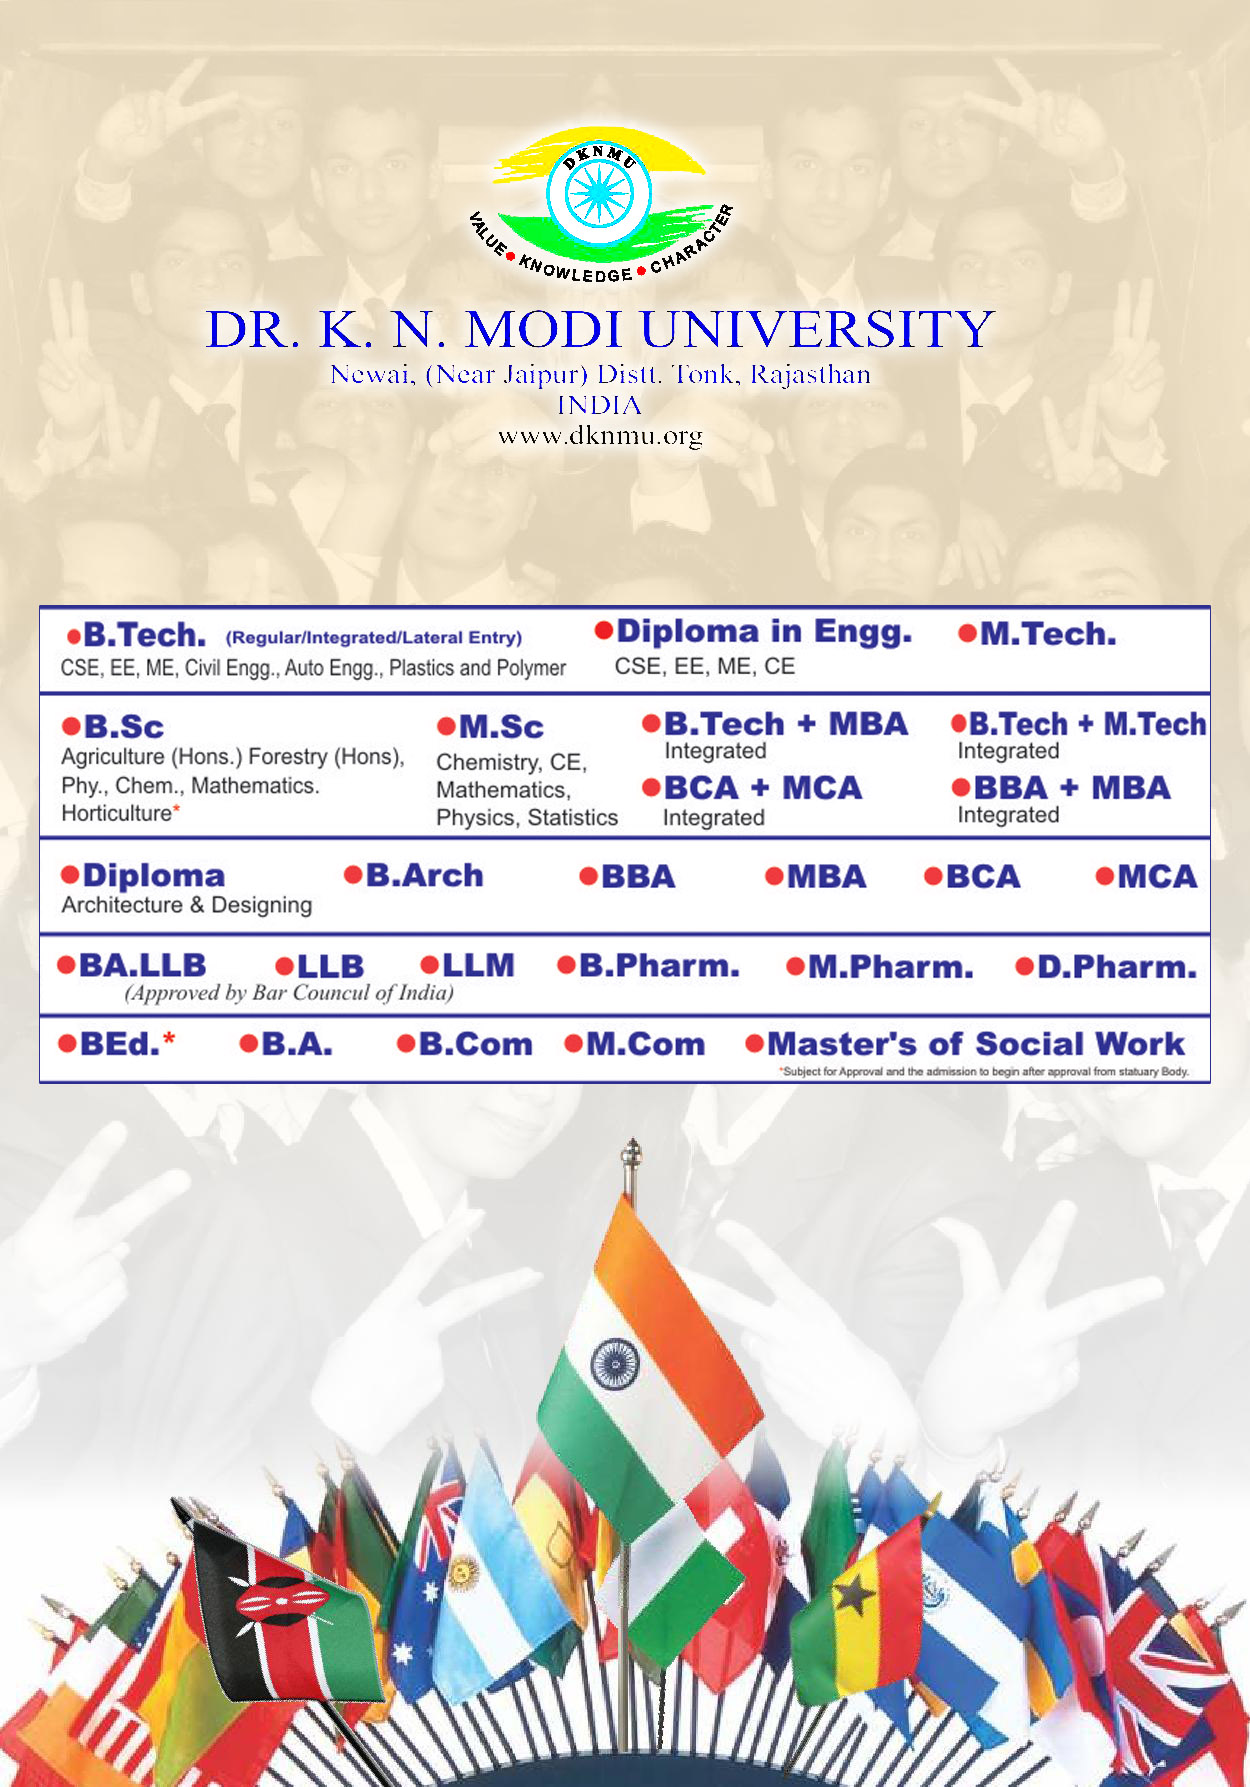 DKNMU
VALUE • KNOWLEDGE • CHARACTER
DR. K. N. MODI UNIVERSITY
Newai, (Near Jaipur) Distt. Tonk, Rajasthan
INDIA
www.dknmu.org
•B.Tech. (Regular/Integrated/Lateral Entry)
CSE, EE, ME, Civil Engg., Auto Engg., Plastics and Polymer
•Diploma in Engg.
CSE, EE, ME, CE
•M.Tech.
•B.Sc
Agriculture (Hons.) Forestry (Hons),
Phy., Chem., Mathematics.
Horticulture*
•M.Sc
Chemistry, CE,
Mathematics,
Physics, Statistics
•B.Tech + MBA
Integrated
•BCA + MCA
Integrated
•B.Tech + M.Tech
Integrated
•BBA + MBA
Integrated
•Diploma
Architecture & Designing
•B.Arch •BBA •MBA •BCA •MCA
•BA.LLB •LLB •LLM •B.Pharm. •M.Pharm. •D.Pharm.
(Approved by Bar Councul of India)
•BEd.* •B.A. •B.Com •M.Com •Master's of Social Work
*Subject for Approval and the admission to begin after approval from statuary Body.